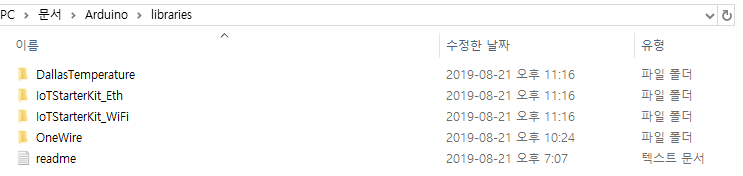 PC > 문서 > Arduino > libraries
이름 수정한 날짜 유형
DallasTemperature 2019-08-21 오후 11:16 파일 폴더
IoTStarterKit_Eth 2019-08-21 오후 11:16 파일 폴더
IoTStarterKit_WiFi 2019-08-21 오후 11:16 파일 폴더
OneWire 2019-08-21 오후 10:24 파일 폴더
readme 2019-08-21 오후 7:07 텍스트 문서